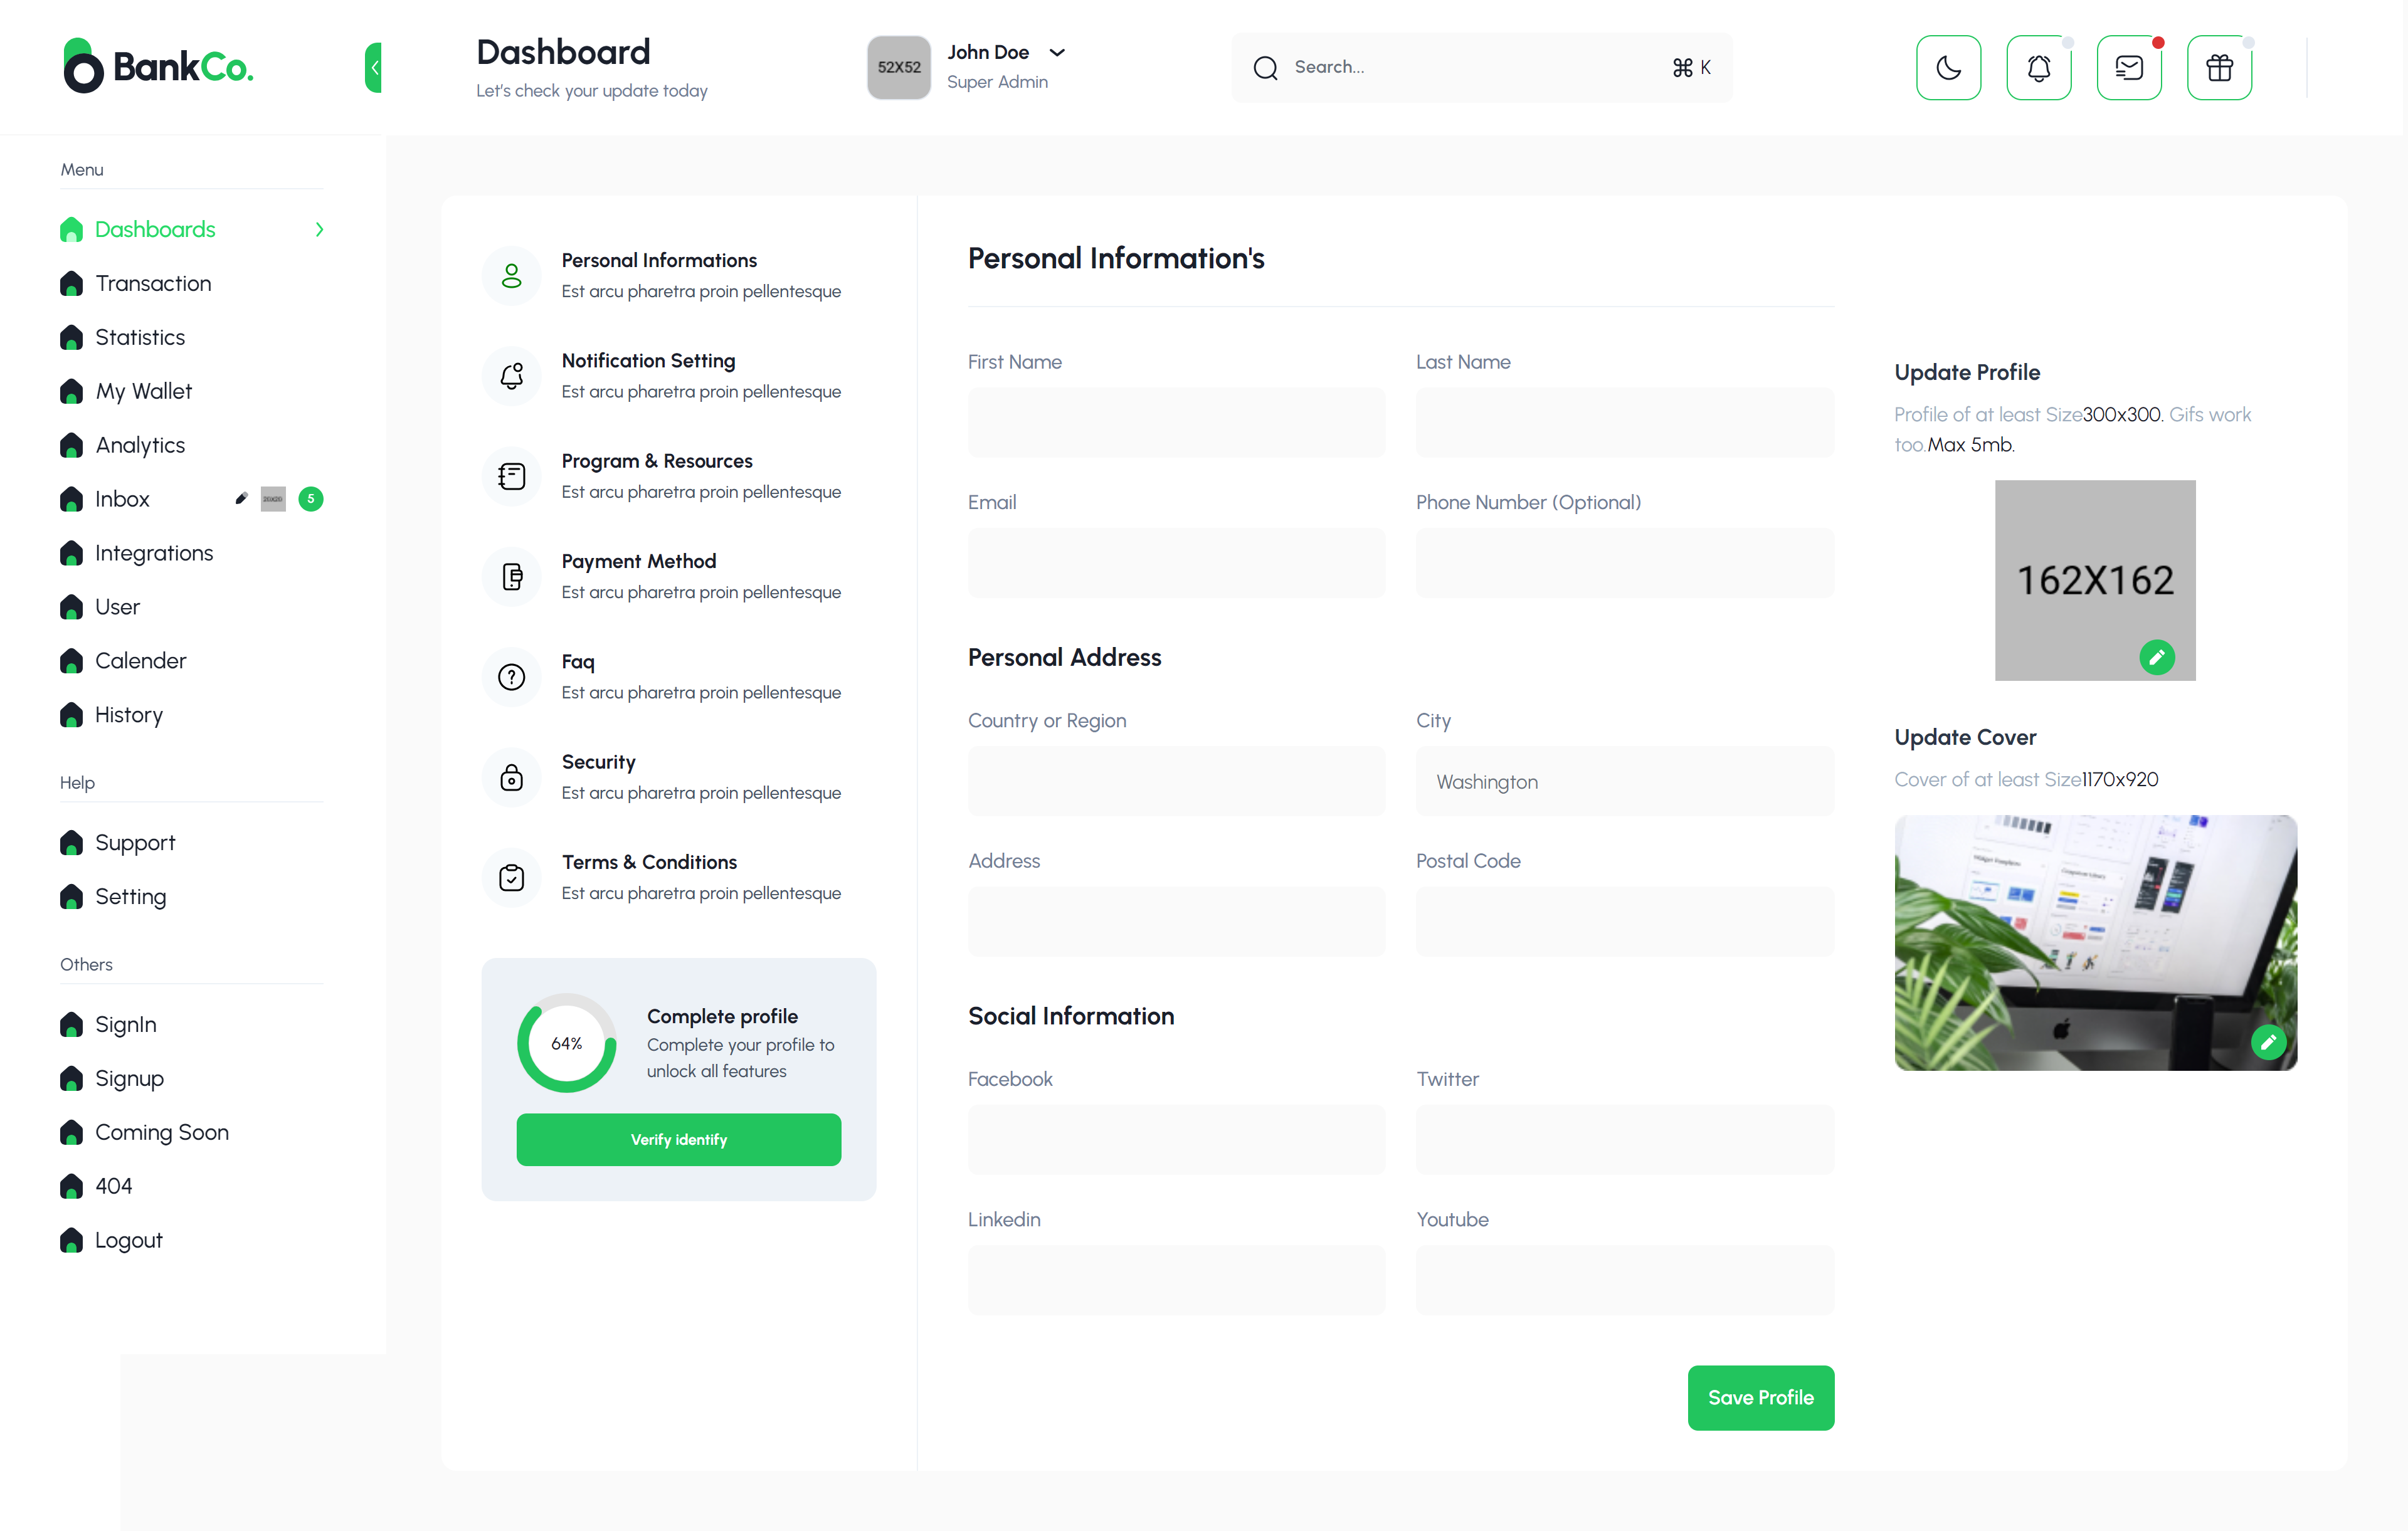 BankCo.
Dashboard
Let's check your update today
52X52
John Doe
Super Admin
Search...
⌘ K
Menu
Dashboards
Transaction
Statistics
My Wallet
Analytics
Inbox
20X20
5
Integrations
User
Calender
History
Help
Support
Setting
Others
SignIn
Signup
Coming Soon
404
Logout
Personal Informations
Est arcu pharetra proin pellentesque
Notification Setting
Est arcu pharetra proin pellentesque
Program & Resources
Est arcu pharetra proin pellentesque
Payment Method
Est arcu pharetra proin pellentesque
Faq
Est arcu pharetra proin pellentesque
Security
Est arcu pharetra proin pellentesque
Terms & Conditions
Est arcu pharetra proin pellentesque
64%
Complete profile
Complete your profile to
unlock all features
Verify identify
Personal Information's
First Name
Last Name
Email
Phone Number (Optional)
Personal Address
Country or Region
City
Washington
Address
Postal Code
Social Information
Facebook
Twitter
Linkedin
Youtube
Save Profile
Update Profile
Profile of at least Size300x300. Gifs work
too.Max 5mb.
162X162
Update Cover
Cover of at least Size1170x920